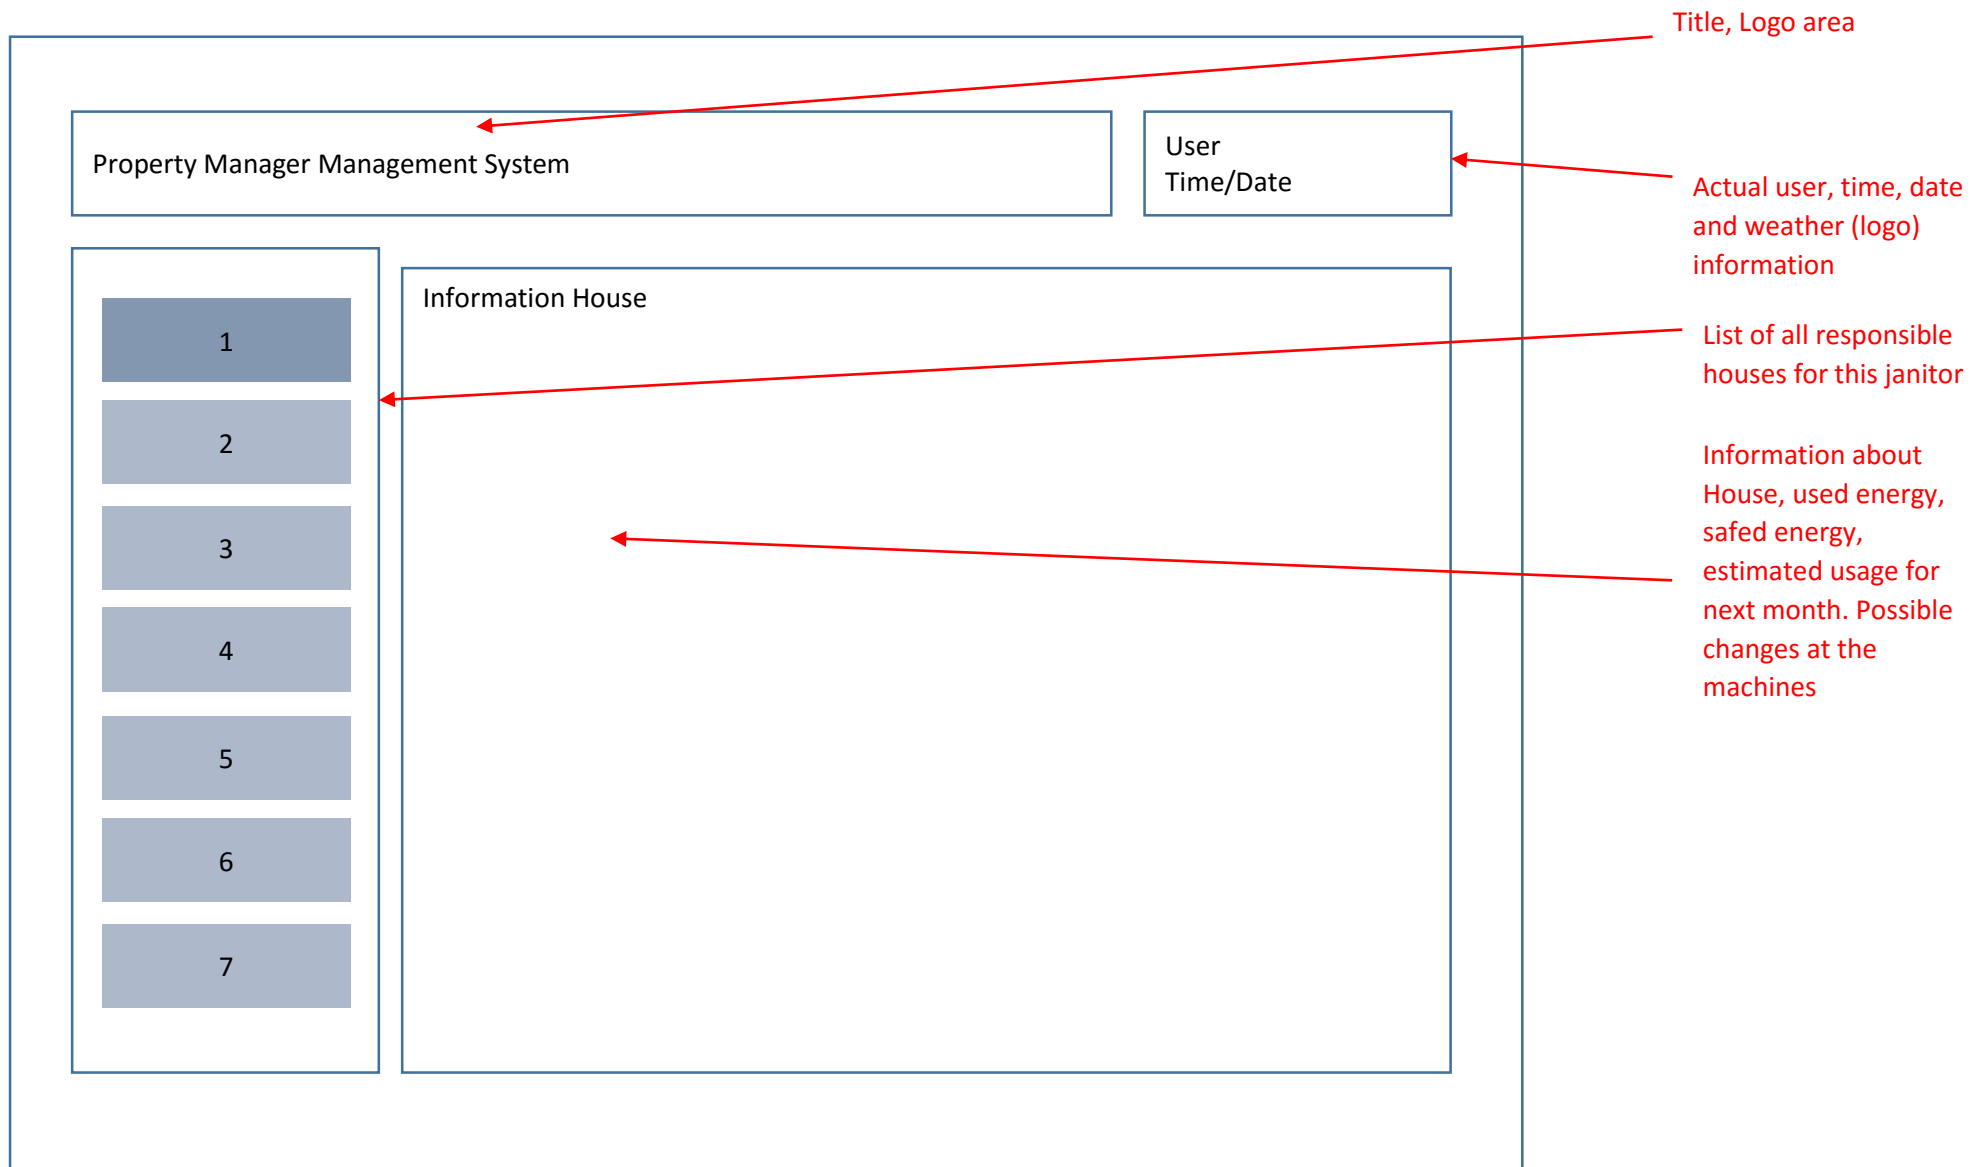 Title, Logo area
Property Manager Management System
User
Time/Date
Actual user, time, date
and weather (logo)
information
Information House
1
2
3
4
5
6
7
List of all responsible
houses for this janitor
Information about
House, used energy,
safed energy,
estimated usage for
next month. Possible
changes at the
machines